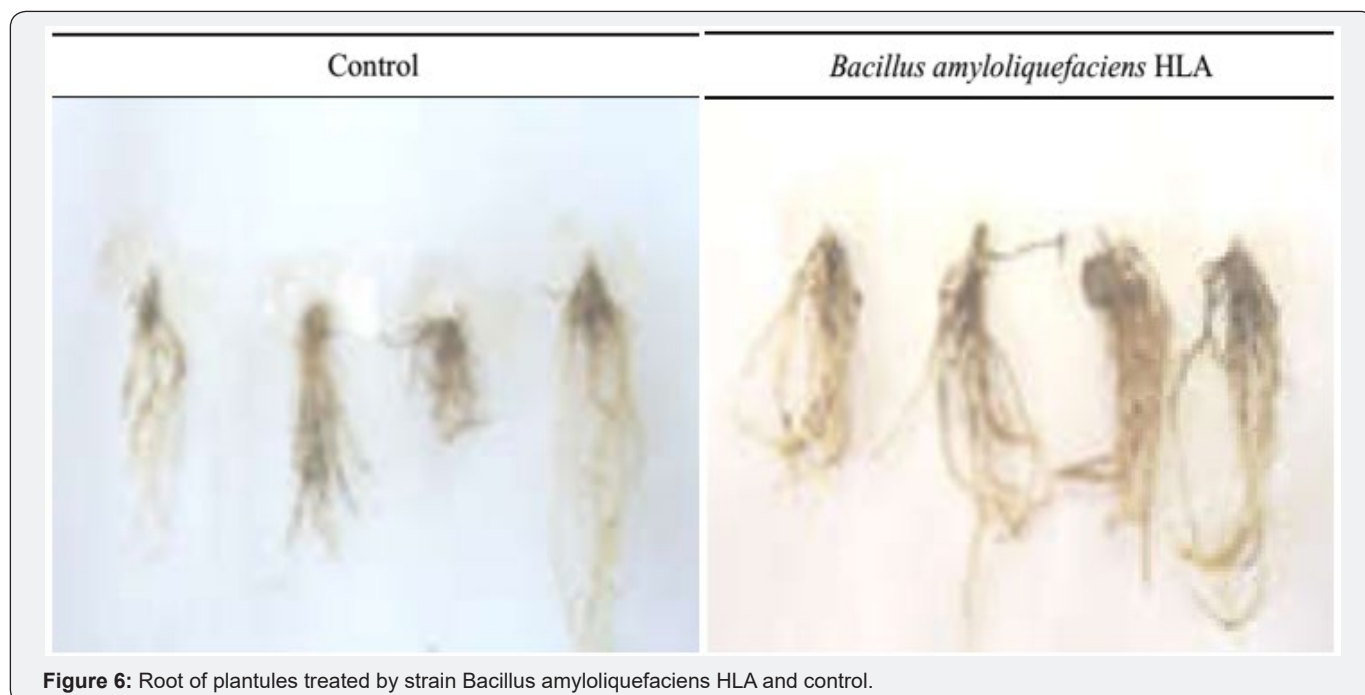 Control
Bacillus amyloliquefaciens HLA
Figure 6: Root of plantules treated by strain Bacillus amyloliquefaciens HLA and control.